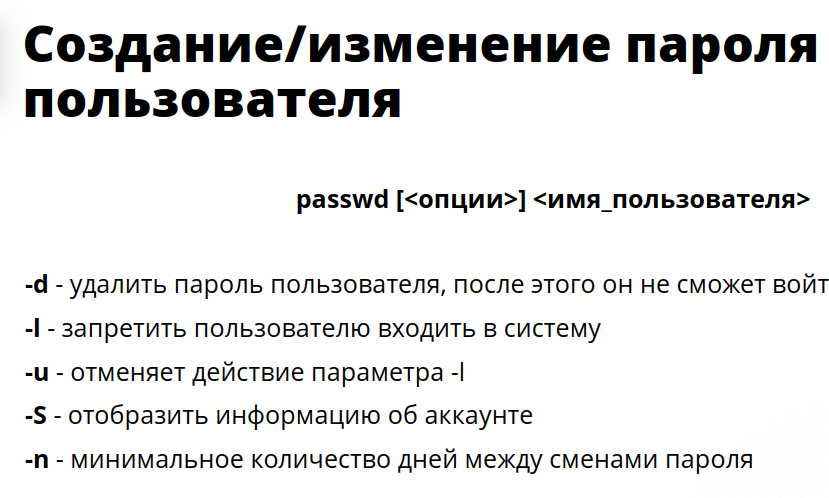 Создание/изменение пароля
пользователя
passwd [<опции>] <имя_пользователя>
-d - удалить пароль пользователя, после этого он не сможет войт
-l - запретить пользователю входить в систему
-u - отменяет действие параметра -l
-S - отобразить информацию об аккаунте
-n - минимальное количество дней между сменами пароля